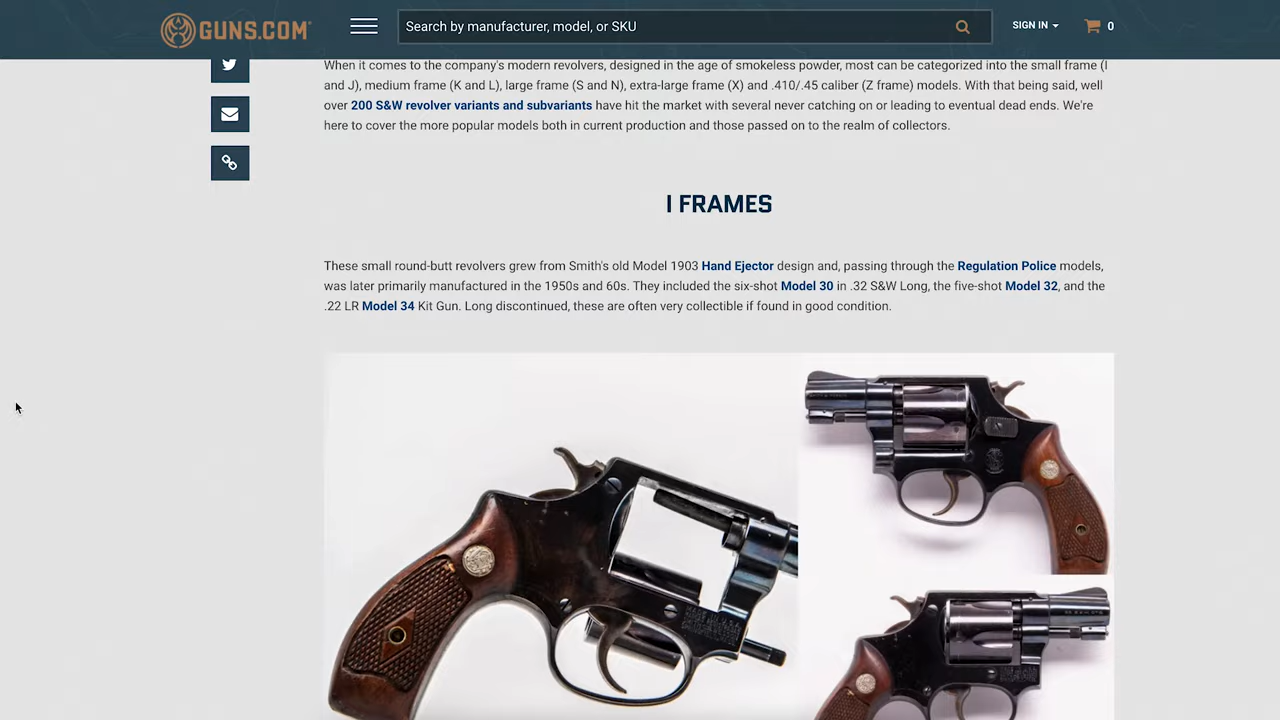 GUNS.COM
Search by manufacturer, model, or SKU
SIGN IN
0
When it comes to the company's modern revolvers, designed in the age of smokeless powder, most can be categorized into the small frame (I
and J), medium frame (K and L), large frame (S and N), extra-large frame (X) and .410/.45 caliber (Z frame) models. With that being said, well
over 200 S&W revolver variants and subvariants have hit the market with several never catching on or leading to eventual dead ends. We're
here to cover the more popular models both in current production and those passed on to the realm of collectors.
I FRAMES
These small round-butt revolvers grew from Smith's old Model 1903 Hand Ejector design and, passing through the Regulation Police models,
was later primarily manufactured in the 1950s and 60s. They included the six-shot Model 30 in .32 S&W Long, the five-shot Model 32, and the
.22 LR Model 34 Kit Gun. Long discontinued, these are often very collectible if found in good condition.